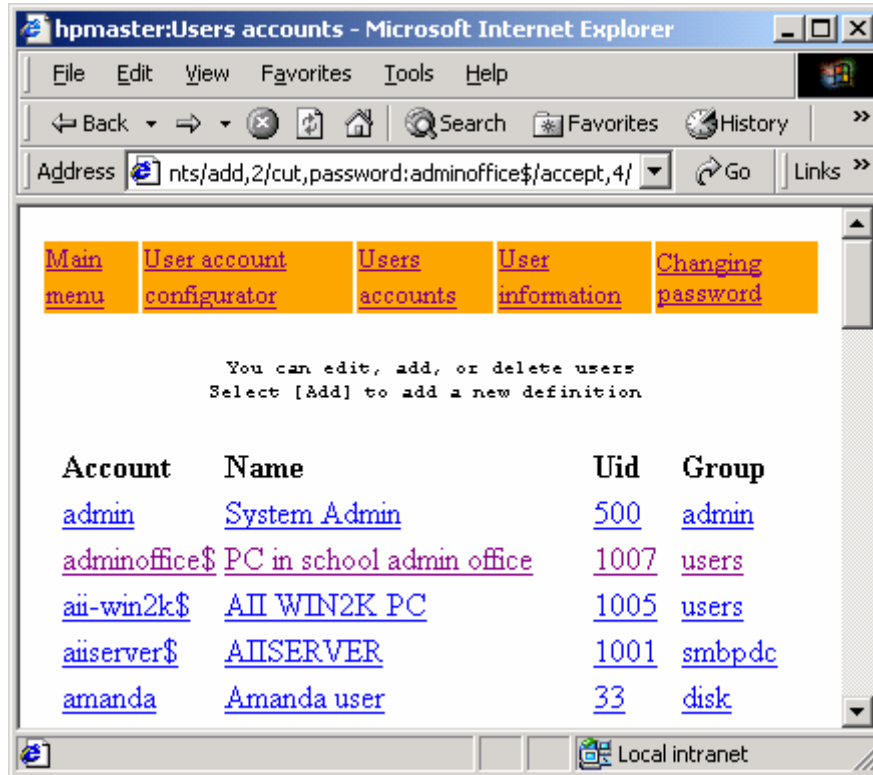 hpmaster:Users accounts - Microsoft Internet Explorer
File Edit View Favorites Tools Help
Back Search Favorites History »
Address nts/add,2/cut,password:adminoffice$/accept,4/ Go Links »
Main menu User account configurator Users accounts User information Changing password
You can edit, add, or delete users
Select [Add] to add a new definition
Account Name Uid Group
admin System Admin 500 admin
adminoffice$ PC in school admin office 1007 users
aii-win2k$ AII WIN2K PC 1005 users
aiiserver$ AIISERVER 1001 smbpdc
amanda Amanda user 33 disk
Local intranet